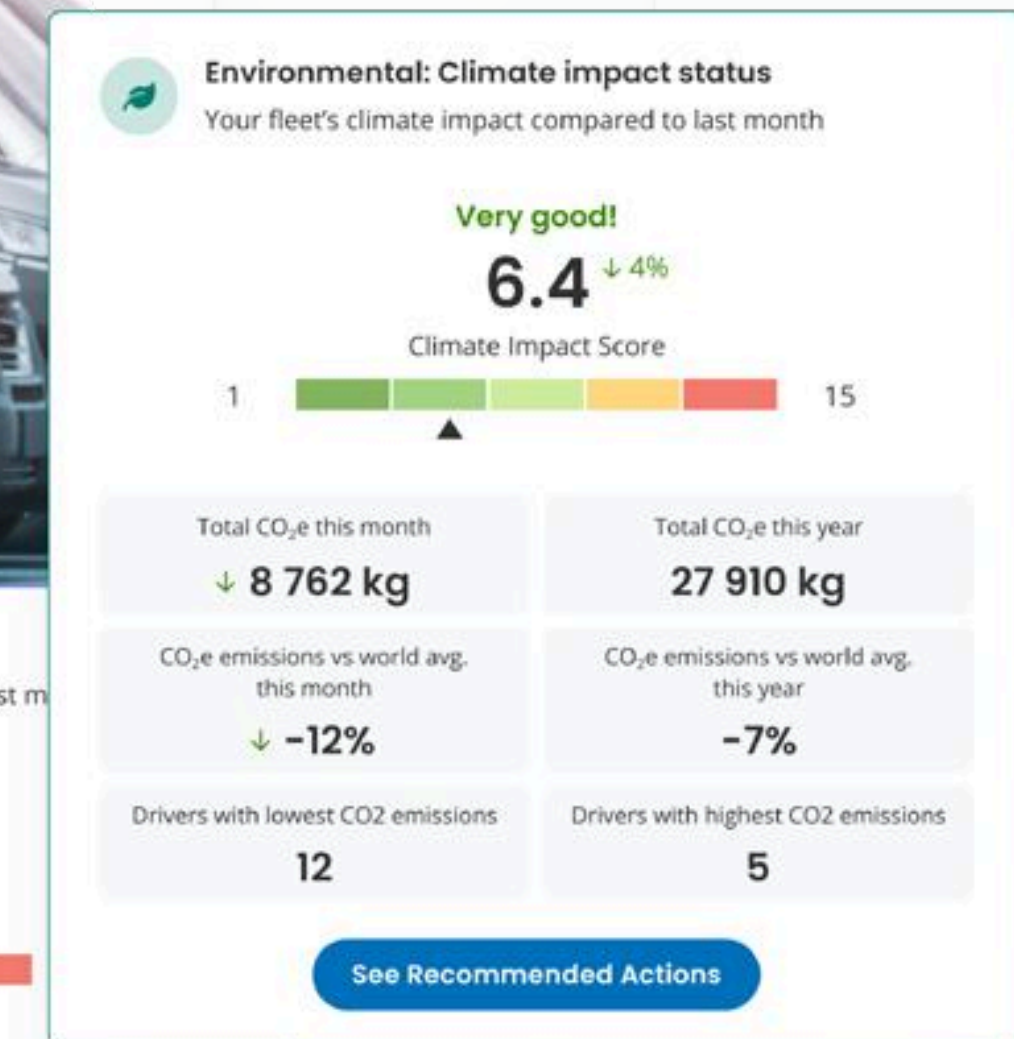 Environmental: Climate impact status
Your fleet's climate impact compared to last month
Very good!
6.4 ↓ 4%
Climate Impact Score
1 15
Total CO₂e this month
↓ 8 762 kg
Total CO₂e this year
27 910 kg
CO₂e emissions vs world avg.
this month
↓ -12%
CO₂e emissions vs world avg.
this year
-7%
Drivers with lowest CO2 emissions
12
Drivers with highest CO2 emissions
5
st m
See Recommended Actions